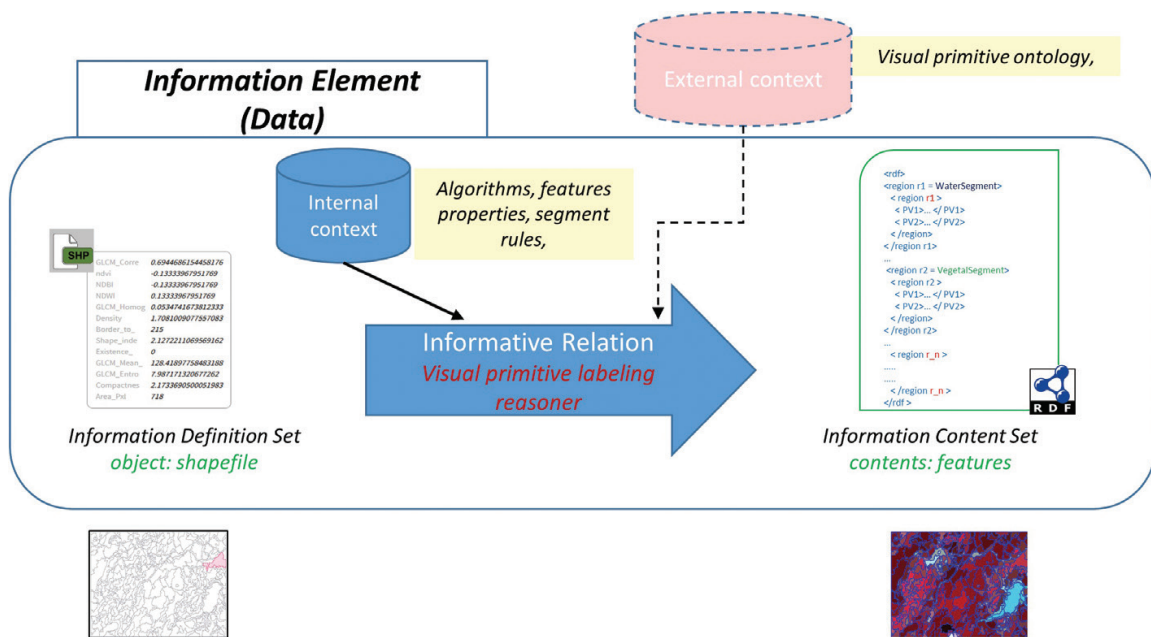 Information Element
(Data)
External context
Visual primitive ontology,
Internal
context
Algorithms, features
properties, segment
rules,
SHP
GLCM_Corre 0.6944686154458176
ndvi -0.13333967951769
NDBI -0.13333967951769
NDWI 0.13333967951769
GLCM_Homog 0.0534741673812333
Density 1.7081009077557083
Border_to_ 215
Shape_inde 2.1272211069569162
Existence_ 0
GLCM_Mean_ 128.41897758483188
GLCM_Entro 7.987171320677262
Compactnes 2.1733690500051983
Area_Pxl 718
Information Definition Set
object: shapefile
Informative Relation
Visual primitive labeling
reasoner
<rdf>
<region r1 = WaterSegment>
< region r1 >
< PV1>... </ PV1>
< PV2>... </ PV2>
< /region>
</ region r1>
...
<region r2 = VegetalSegment>
< region r2 >
< PV1>... </ PV1>
< PV2>... </ PV2>
< /region>
</ region r2>
...
< region r_n >
.....
.....
</ region r_n >
</rdf >
RDF
Information Content Set
contents: features